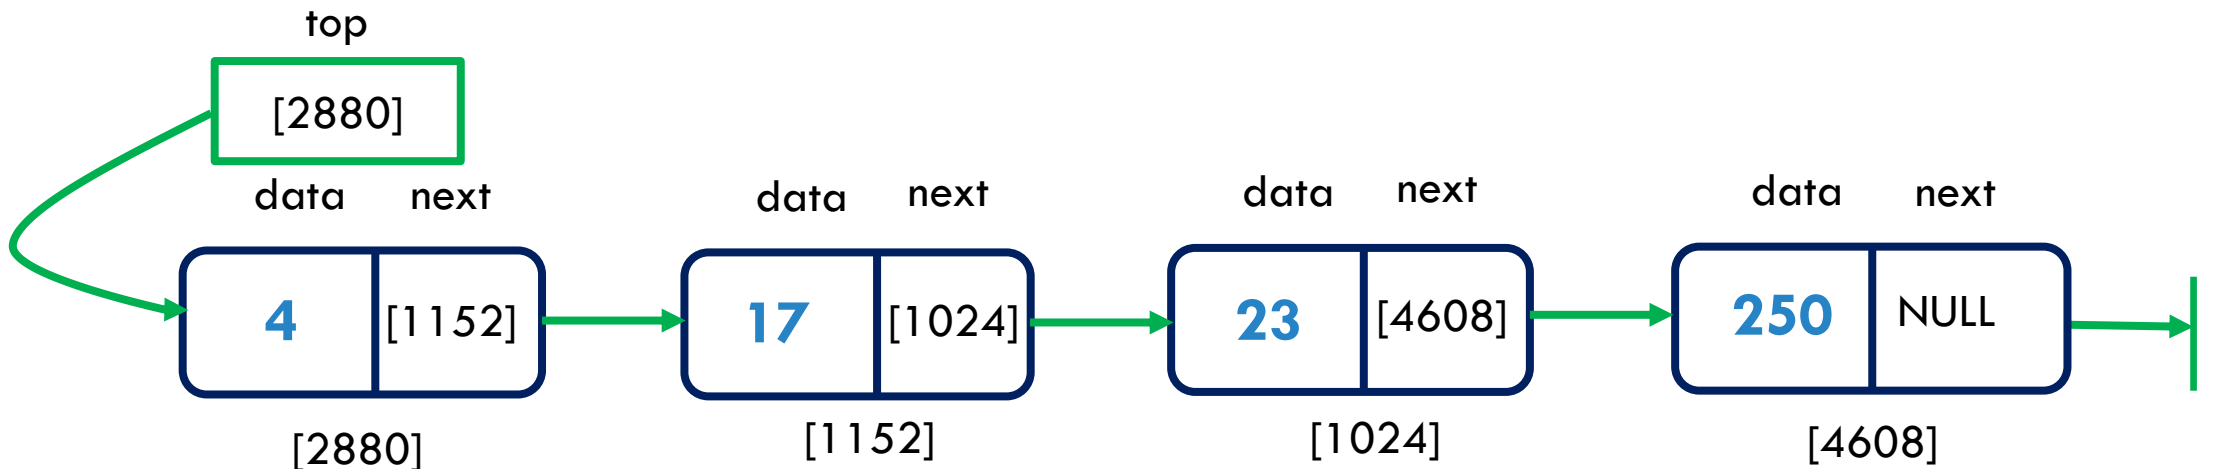 top
[2880]
data next data next data next data next
4 [1152] 17 [1024] 23 [4608] 250 NULL
[2880] [1152] [1024] [4608]